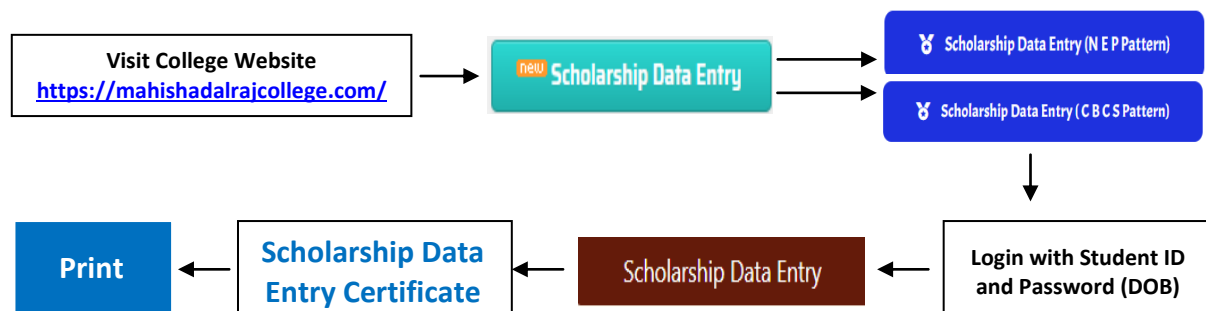 Visit College Website
https://mahishadalrajcollege.com/
new Scholarship Data Entry
Scholarship Data Entry (N E P Pattern)
Scholarship Data Entry ( C B C S Pattern)
Login with Student ID
and Password (DOB)
Scholarship Data Entry
Scholarship Data
Entry Certificate
Print